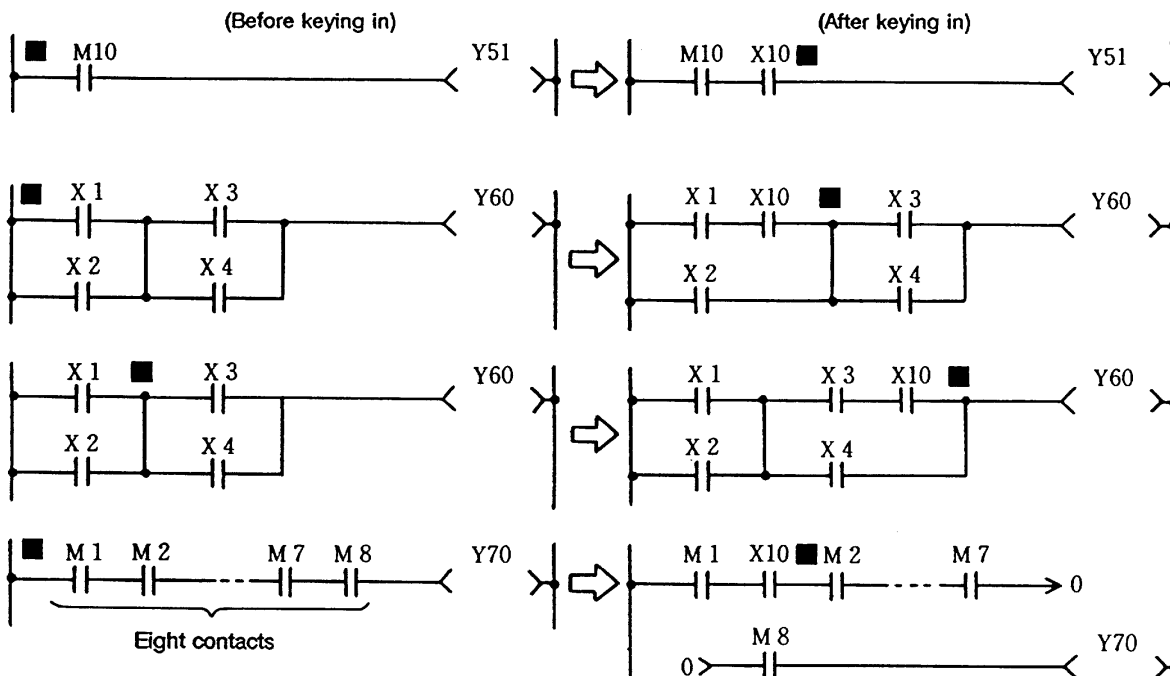 (Before keying in) (After keying in)
M10 Y51 M10 X10 Y51
X 1 X 3 Y60 X 1 X10 X 3 Y60
X 2 X 4 X 2 X 4
X 1 X 3 Y60 X 1 X 3 X10 Y60
X 2 X 4 X 2 X 4
M 1 M 2 M 7 M 8 Y70 M 1 X10 M 2 M 7 0
Eight contacts
0 M 8 Y70